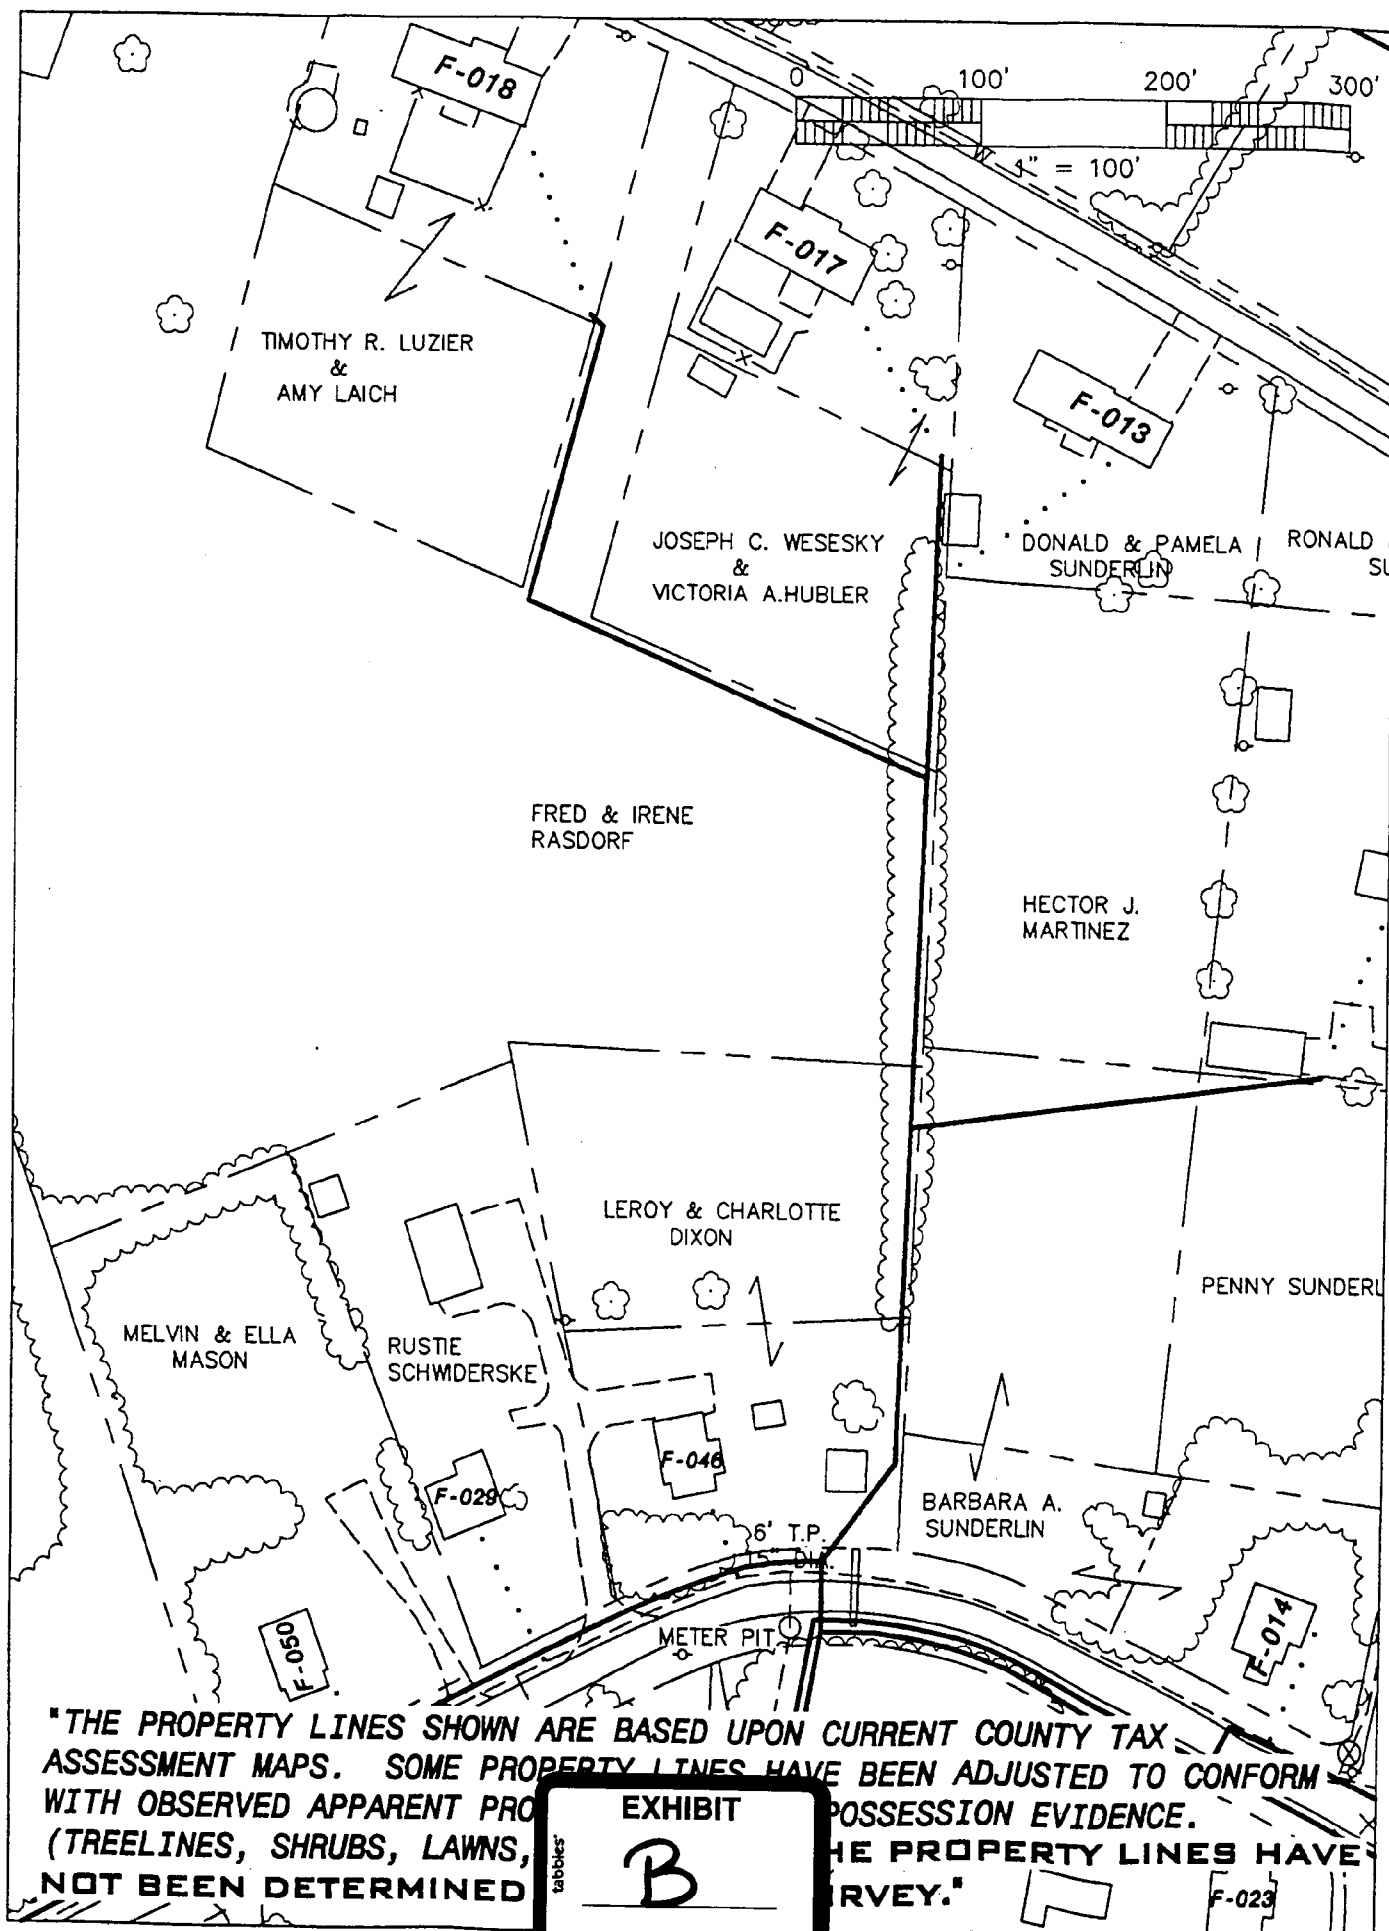 F-018
0'
100'
200'
300'
1" = 100'
F-017
TIMOTHY R. LUZIER
&
AMY LAICH
F-013
JOSEPH C. WESESKY
&
VICTORIA A.HUBLER
DONALD & PAMELA
SUNDERLIN
RONALD
SU
FRED & IRENE
RASDORF
HECTOR J.
MARTINEZ
LEROY & CHARLOTTE
DIXON
PENNY SUNDERL
MELVIN & ELLA
MASON
RUSTIE
SCHWIDERSKE
F-046
F-029
BARBARA A.
SUNDERLIN
6' T.P.
15" DIA.
F-050
METER PIT
F-014
"THE PROPERTY LINES SHOWN ARE BASED UPON CURRENT COUNTY TAX
ASSESSMENT MAPS. SOME PROPERTY LINES HAVE BEEN ADJUSTED TO CONFORM
WITH OBSERVED APPARENT PRO POSSESSION EVIDENCE.
(TREELINES, SHRUBS, LAWNS, HE PROPERTY LINES HAVE
NOT BEEN DETERMINED RVEY."
EXHIBIT
tabbies'
B
F-023